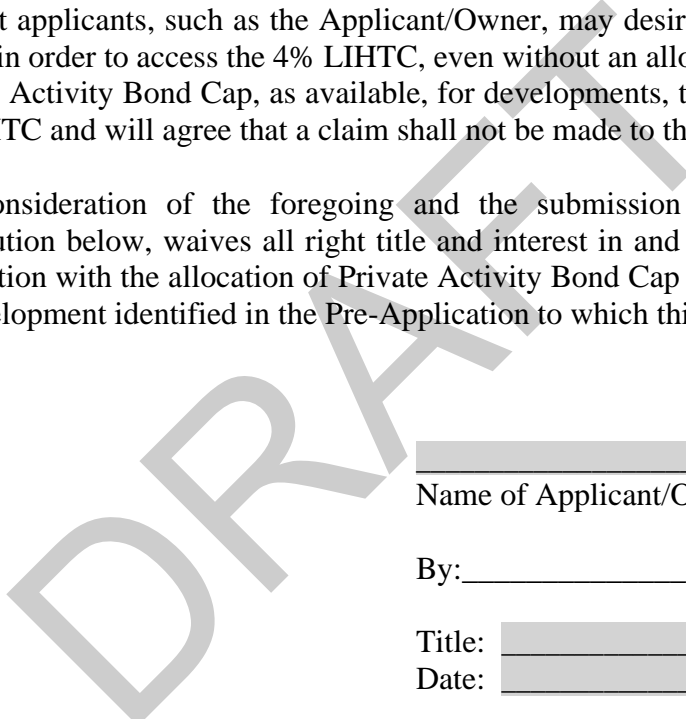 t applicants, such as the Applicant/Owner, may desir
in order to access the 4% LIHTC, even without an allo
Activity Bond Cap, as available, for developments, t
TC and will agree that a claim shall not be made to th
onsideration of the foregoing and the submission
ution below, waives all right title and interest in and
tion with the allocation of Private Activity Bond Cap
elopment identified in the Pre-Application to which thi
DRAFT
Name of Applicant/O
By:
Title:
Date: